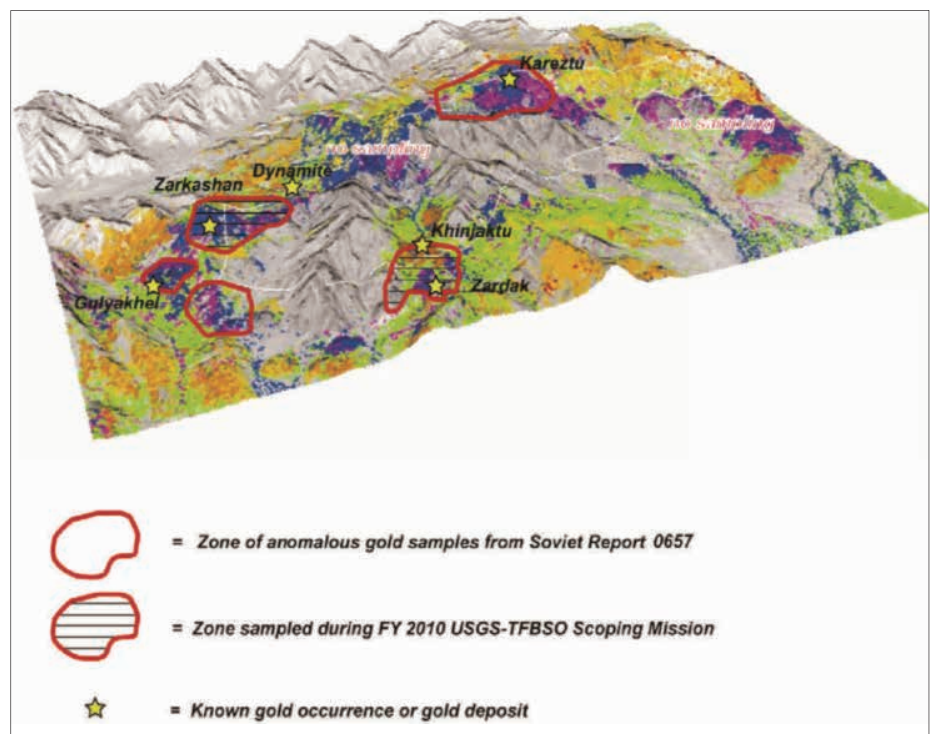 Kareztu
no sampling
no sampling
Dynamite
Zarkashan
Khinjaktu
Zardak
Gulyakhel
= Zone of anomalous gold samples from Soviet Report 0657
= Zone sampled during FY 2010 USGS-TFBSO Scoping Mission
= Known gold occurrence or gold deposit